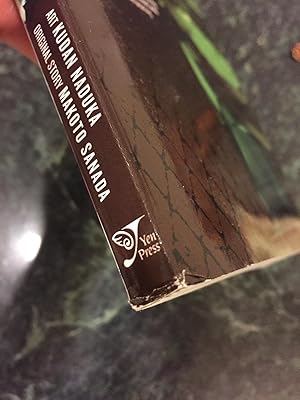 ART KUDAN NADUKA
ORIGINAL STORY MAKOTO SANADA
Yen
Press